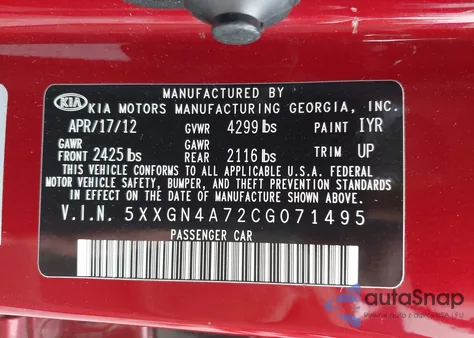 MANUFACTURED BY
KIA KIA MOTORS MANUFACTURING GEORGIA, INC.
APR/17/12 GVWR 4299 lbs PAINT IYR
GAWR GAWR
FRONT 2425 lbs REAR 2116 lbs TRIM UP
THIS VEHICLE CONFORMS TO ALL APPLICABLE U.S.A. FEDERAL
MOTOR VEHICLE SAFETY, BUMPER, AND THEFT PREVENTION
STANDARDS IN EFFECT ON THE DATE OF MANUFACTURE SHOWN ABOVE.
V.I.N. 5XXGN4A72CG071495
PASSENGER CAR
autoSnap